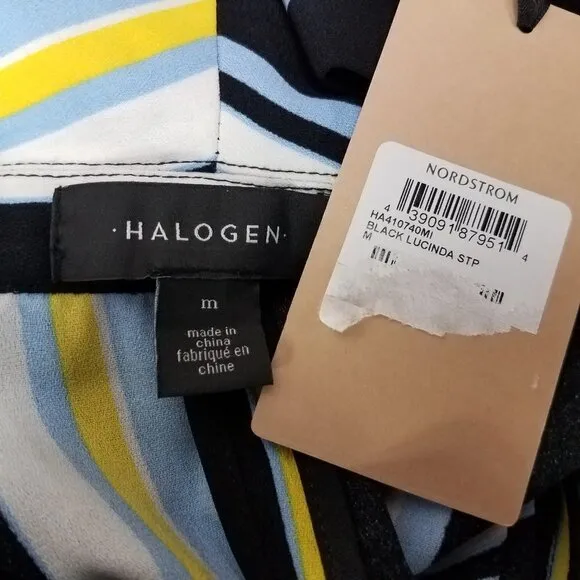 ·HALOGEN·
m
made in
china
fabriqué en
chine
NORDSTROM
4 39091 87951 4
HA410740MI
BLACK LUCINDA STP
M